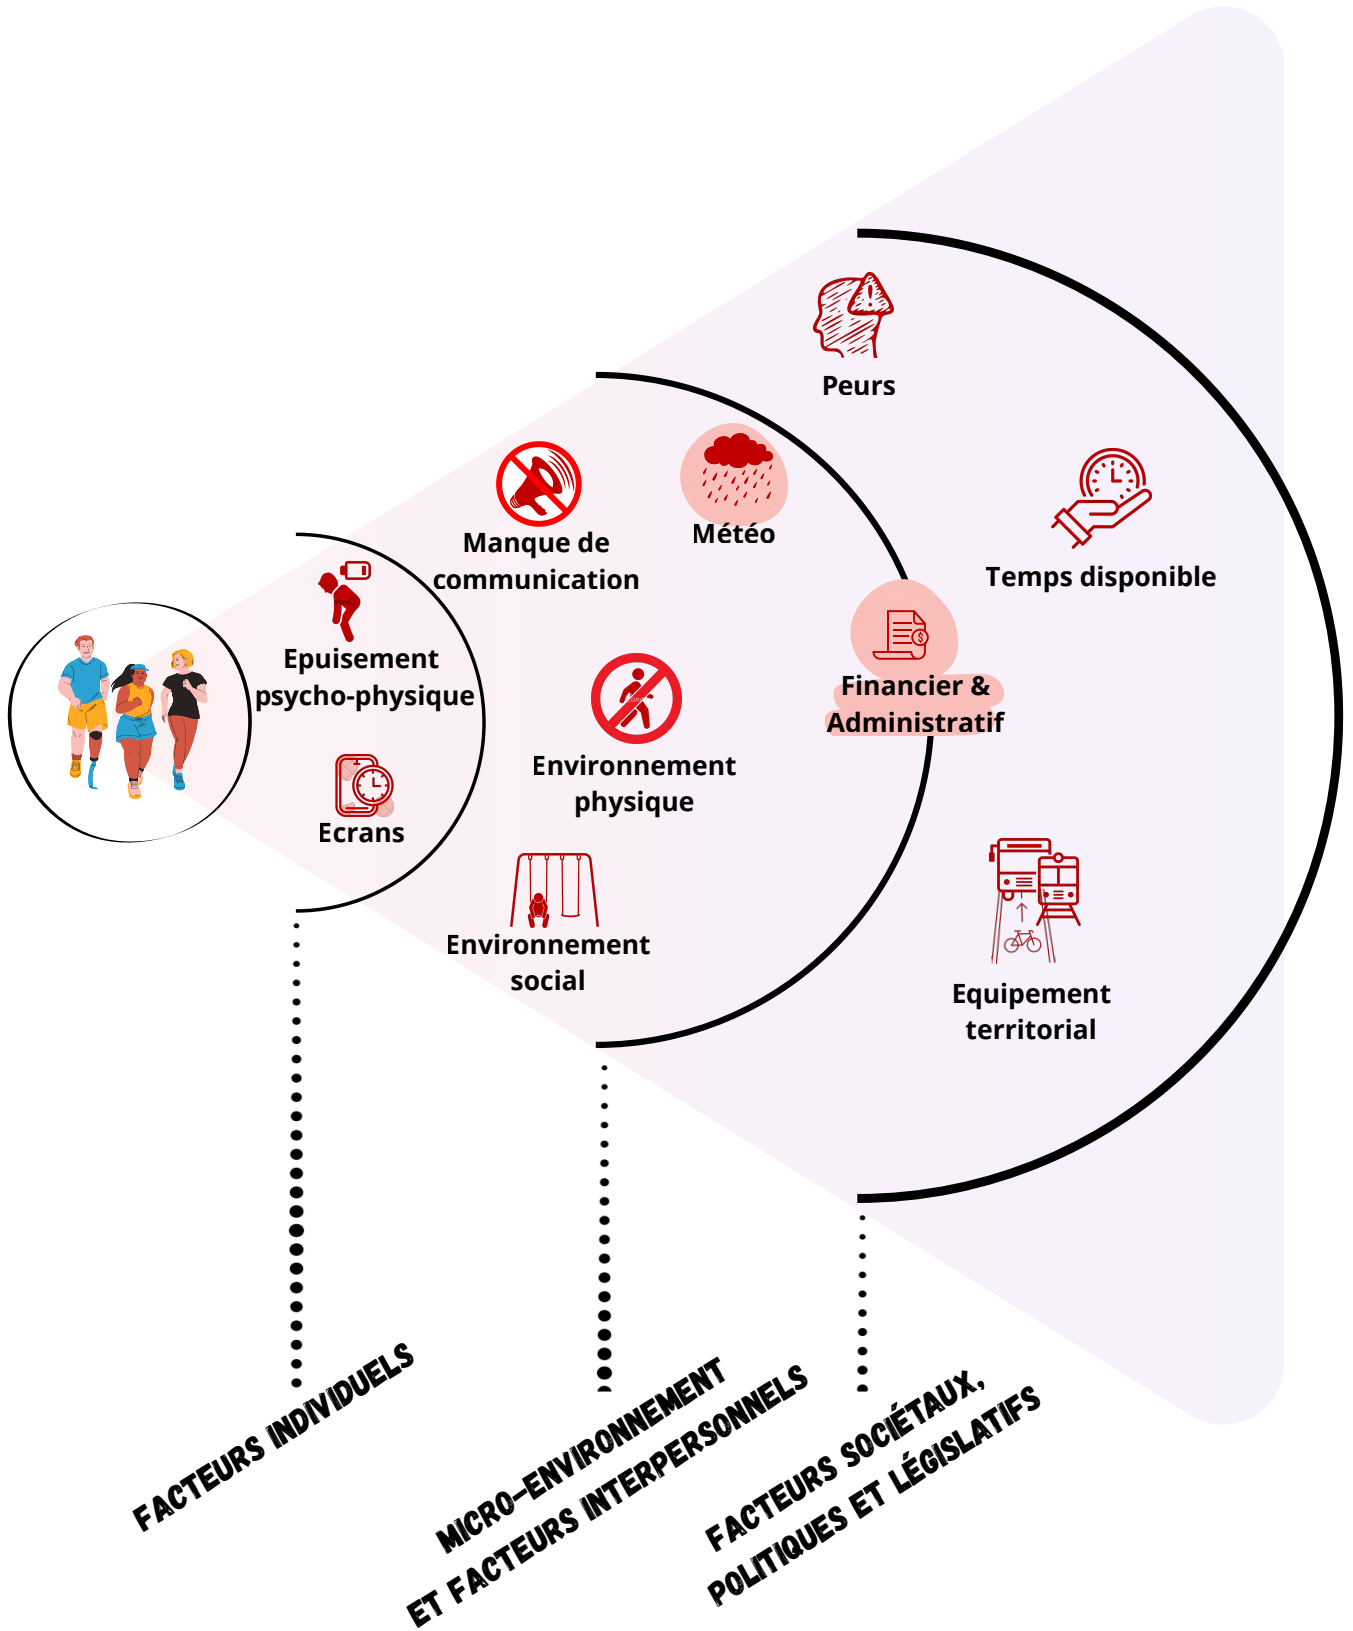 Peurs
Météo
Manque de
communication
Temps disponible
Epuisement
psycho-physique
Financier &
Administratif
Environnement
physique
Ecrans
Environnement
social
Equipement
territorial
FACTEURS INDIVIDUELS
MICRO-ENVIRONNEMENT
ET FACTEURS INTERPERSONNELS
FACTEURS SOCIÉTAUX,
POLITIQUES ET LÉGISLATIFS